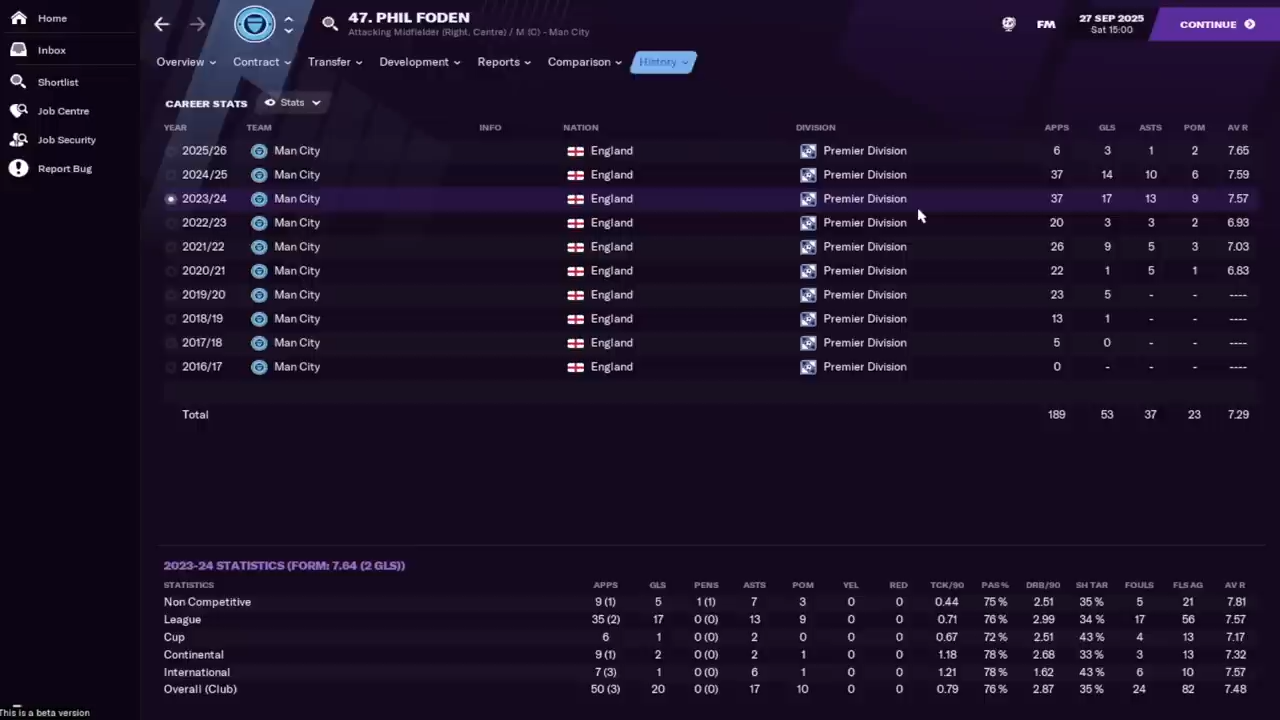 Home
Inbox
Shortlist
Job Centre
Job Security
Report Bug
47. PHIL FODEN
Attacking Midfielder (Right, Centre) / M (C) - Man City
FM
27 SEP 2025
Sat 15:00
CONTINUE
Overview Contract Transfer Development Reports Comparison History
CAREER STATS Stats
YEAR TEAM INFO NATION DIVISION APPS GLS ASTS POM AV R
2025/26 Man City England Premier Division 6 3 1 2 7.65
2024/25 Man City England Premier Division 37 14 10 6 7.59
2023/24 Man City England Premier Division 37 17 13 9 7.57
2022/23 Man City England Premier Division 20 3 3 2 6.93
2021/22 Man City England Premier Division 26 9 5 3 7.03
2020/21 Man City England Premier Division 22 1 5 1 6.83
2019/20 Man City England Premier Division 23 5 - - ----
2018/19 Man City England Premier Division 13 1 - - ----
2017/18 Man City England Premier Division 5 0 - - ----
2016/17 Man City England Premier Division 0 - - - ----
Total 189 53 37 23 7.29
2023-24 STATISTICS (FORM: 7.64 (2 GLS))
STATISTICS APPS GLS PENS ASTS POM YEL RED TCK/90 PAS % DRB/90 SH TAR FOULS FLS AG AV R
Non Competitive 9 (1) 5 1 (1) 7 3 0 0 0.44 75 % 2.51 35 % 5 21 7.81
League 35 (2) 17 0 (0) 13 9 0 0 0.71 76 % 2.99 34 % 17 56 7.57
Cup 6 1 0 (0) 2 0 0 0 0.67 72 % 2.51 43 % 4 13 7.17
Continental 9 (1) 2 0 (0) 2 1 0 0 1.18 78 % 2.68 33 % 3 13 7.32
International 7 (3) 1 0 (0) 6 1 0 0 1.21 78 % 1.62 43 % 6 10 7.57
Overall (Club) 50 (3) 20 0 (0) 17 10 0 0 0.79 76 % 2.87 35 % 24 82 7.48
This is a beta version